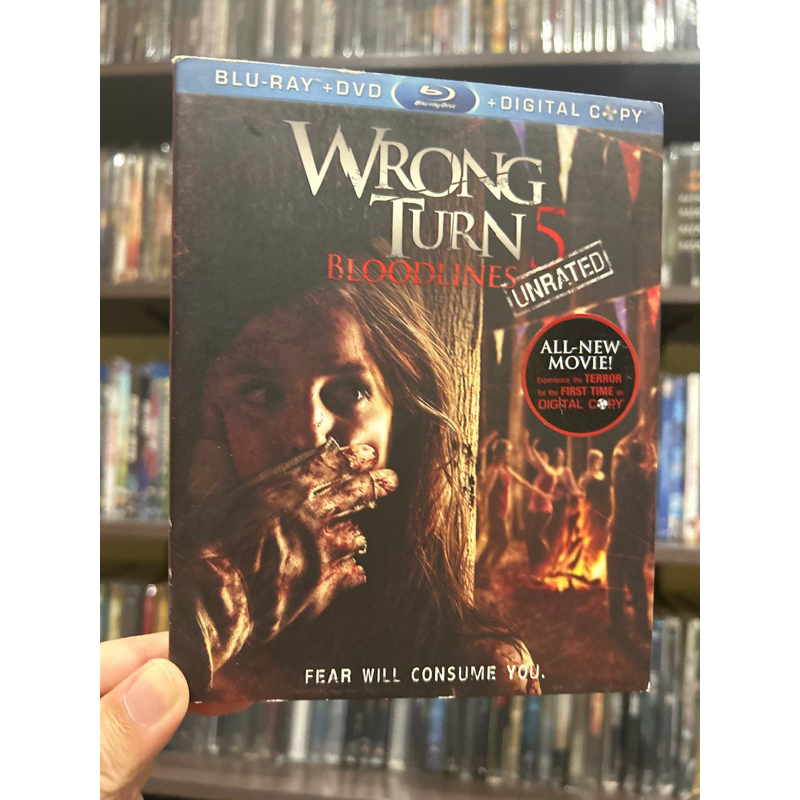 BLU-RAY™+DVD Blu-ray Disc + DIGITAL COPY
WRONG
TURN 5
BLOODLINES
UNRATED
ALL-NEW
MOVIE!
Experience the TERROR
for the FIRST TIME on
DIGITAL COPY
FEAR WILL CONSUME YOU.